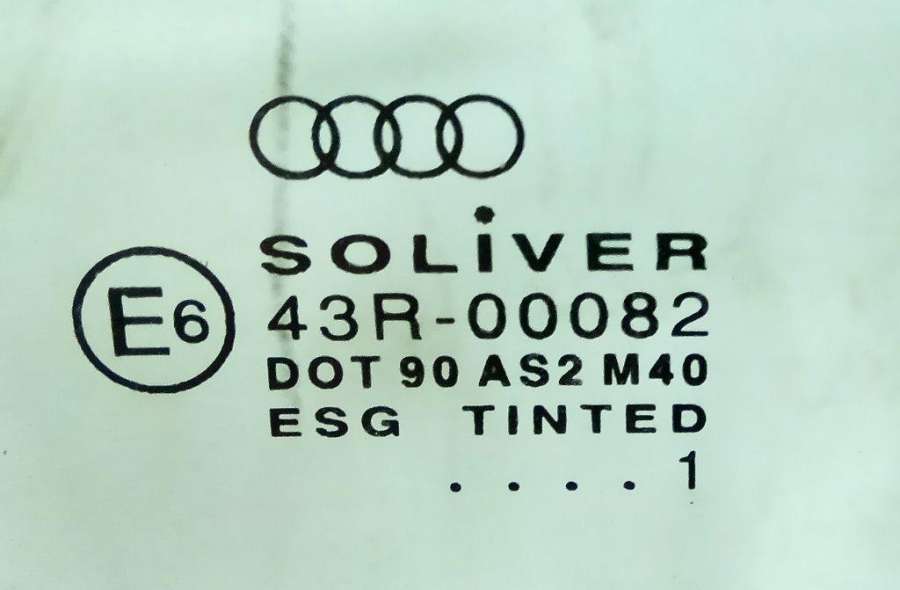 SOLiVER
E6 43R-00082
DOT 90 AS2 M40
ESG TINTED
. . . . 1